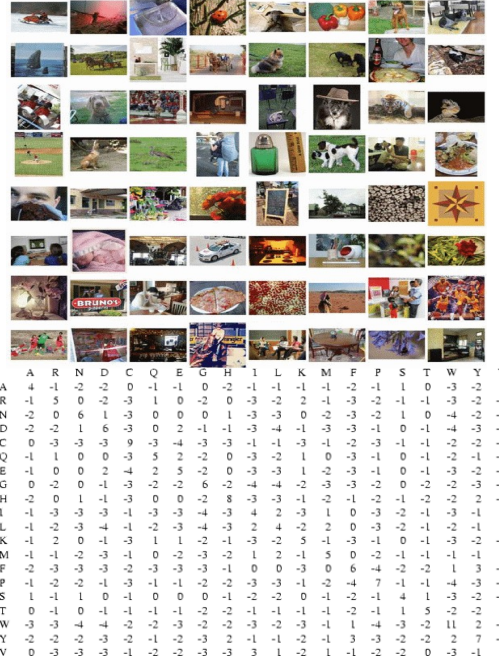 BRUNO'S
A R N D C Q E G H I L K M F P S T W Y
A 4 -1 -2 -2 0 -1 -1 0 -2 -1 -1 -1 -1 -2 -1 1 0 -3 -2
R -1 5 0 -2 -3 1 0 -2 0 -3 -2 2 -1 -3 -2 -1 -1 -3 -2
N -2 0 6 1 -3 0 0 0 1 -3 -3 0 -2 -3 -2 1 0 -4 -2
D -2 -2 1 6 -3 0 2 -1 -1 -3 -4 -1 -3 -3 -1 0 -1 -4 -3
C 0 -3 -3 -3 9 -3 -4 -3 -3 -1 -1 -3 -1 -2 -3 -1 -1 -2 -2
Q -1 1 0 0 -3 5 2 -2 0 -3 -2 1 0 -3 -1 0 -1 -2 -1
E -1 0 0 2 -4 2 5 -2 0 -3 -3 1 -2 -3 -1 0 -1 -3 -2
G 0 -2 0 -1 -3 -2 -2 6 -2 -4 -4 -2 -3 -3 -2 0 -2 -2 -3
H -2 0 1 -1 -3 0 0 -2 8 -3 -3 -1 -2 -1 -2 -1 -2 -2 2
I -1 -3 -3 -3 -1 -3 -3 -4 -3 4 2 -3 1 0 -3 -2 -1 -3 -1
L -1 -2 -3 -4 -1 -2 -3 -4 -3 2 4 -2 2 0 -3 -2 -1 -2 -1
K -1 2 0 -1 -3 1 1 -2 -1 -3 -2 5 -1 -3 -1 0 -1 -3 -2
M -1 -1 -2 -3 -1 0 -2 -3 -2 1 2 -1 5 0 -2 -1 -1 -1 -1
F -2 -3 -3 -3 -2 -3 -3 -3 -1 0 0 -3 0 6 -4 -2 -2 1 3
P -1 -2 -2 -1 -3 -1 -1 -2 -2 -3 -3 -1 -2 -4 7 -1 -1 -4 -3
S 1 -1 1 0 -1 0 0 0 -1 -2 -2 0 -1 -2 -1 4 1 -3 -2
T 0 -1 0 -1 -1 -1 -1 -2 -2 -1 -1 -1 -1 -2 -1 1 5 -2 -2
W -3 -3 -4 -4 -2 -2 -3 -2 -2 -3 -2 -3 -1 1 -4 -3 -2 11 2
Y -2 -2 -2 -3 -2 -1 -2 -3 2 -1 -1 -2 -1 3 -3 -2 -2 2 7
V 0 -3 -3 -3 -1 -2 -2 -3 -3 3 1 -2 1 -1 -2 -2 0 -3 -1